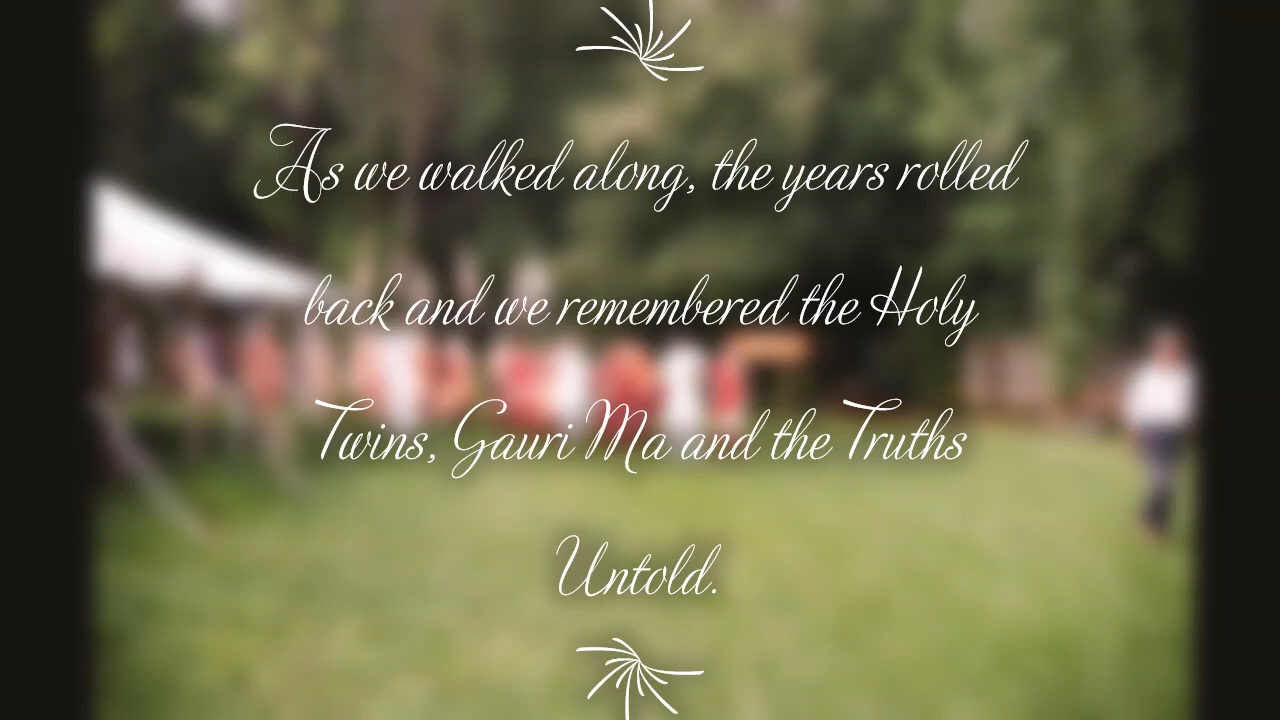 As we walked along, the years rolled
back and we remembered the Holy
Twins, Gauri Ma and the Truths
Untold.